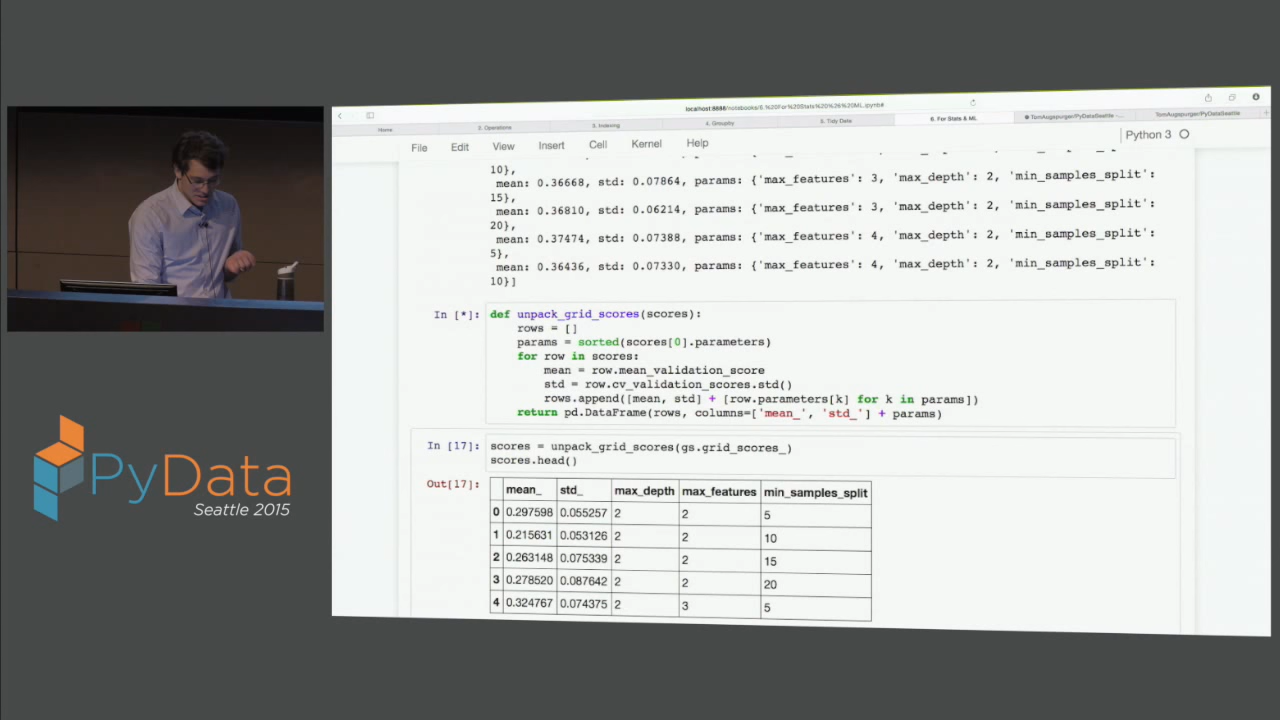 localhost:8888/notebooks/6.%20For%20Stats%20%26%20ML.ipynb#
Home
2. Operations
3. Indexing
4. Groupby
5. Tidy Data
6. For Stats & ML
TomAugspurger/PyDataSeattle -...
TomAugspurger/PyDataSeattle
File Edit View Insert Cell Kernel Help
Python 3
10},
mean: 0.36668, std: 0.07864, params: {'max_features': 3, 'max_depth': 2, 'min_samples_split':
15},
mean: 0.36810, std: 0.06214, params: {'max_features': 3, 'max_depth': 2, 'min_samples_split':
20},
mean: 0.37474, std: 0.07388, params: {'max_features': 4, 'max_depth': 2, 'min_samples_split':
5},
mean: 0.36436, std: 0.07330, params: {'max_features': 4, 'max_depth': 2, 'min_samples_split':
10}]
In [*]: def unpack_grid_scores(scores):
rows = []
params = sorted(scores[0].parameters)
for row in scores:
mean = row.mean_validation_score
std = row.cv_validation_scores.std()
rows.append([mean, std] + [row.parameters[k] for k in params])
return pd.DataFrame(rows, columns=['mean_', 'std_'] + params)
In [17]: scores = unpack_grid_scores(gs.grid_scores_)
scores.head()
Out[17]:
mean_ std_ max_depth max_features min_samples_split
0 0.297598 0.055257 2 2 5
1 0.215631 0.053126 2 2 10
2 0.263148 0.075339 2 2 15
3 0.278520 0.087642 2 2 20
4 0.324767 0.074375 2 3 5
PyData
Seattle 2015